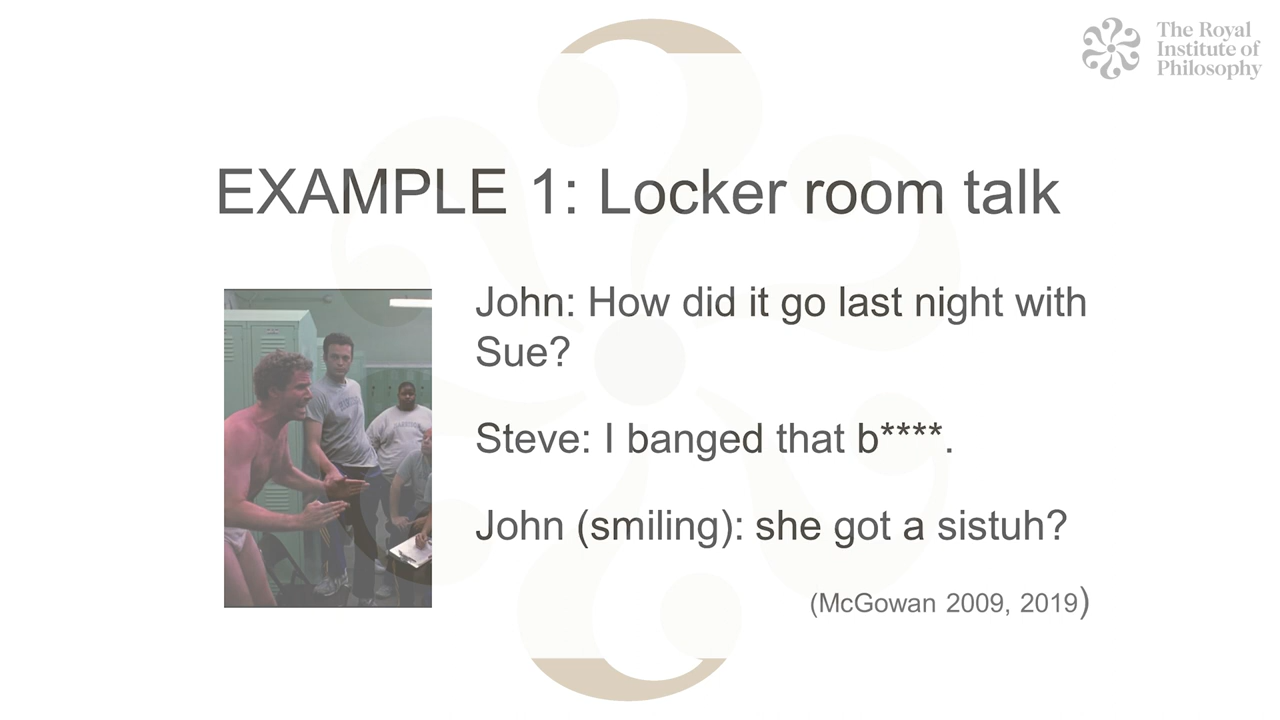 The Royal
Institute of
Philosophy
EXAMPLE 1: Locker room talk
John: How did it go last night with
Sue?
Steve: I banged that b****.
John (smiling): she got a sistuh?
(McGowan 2009, 2019)